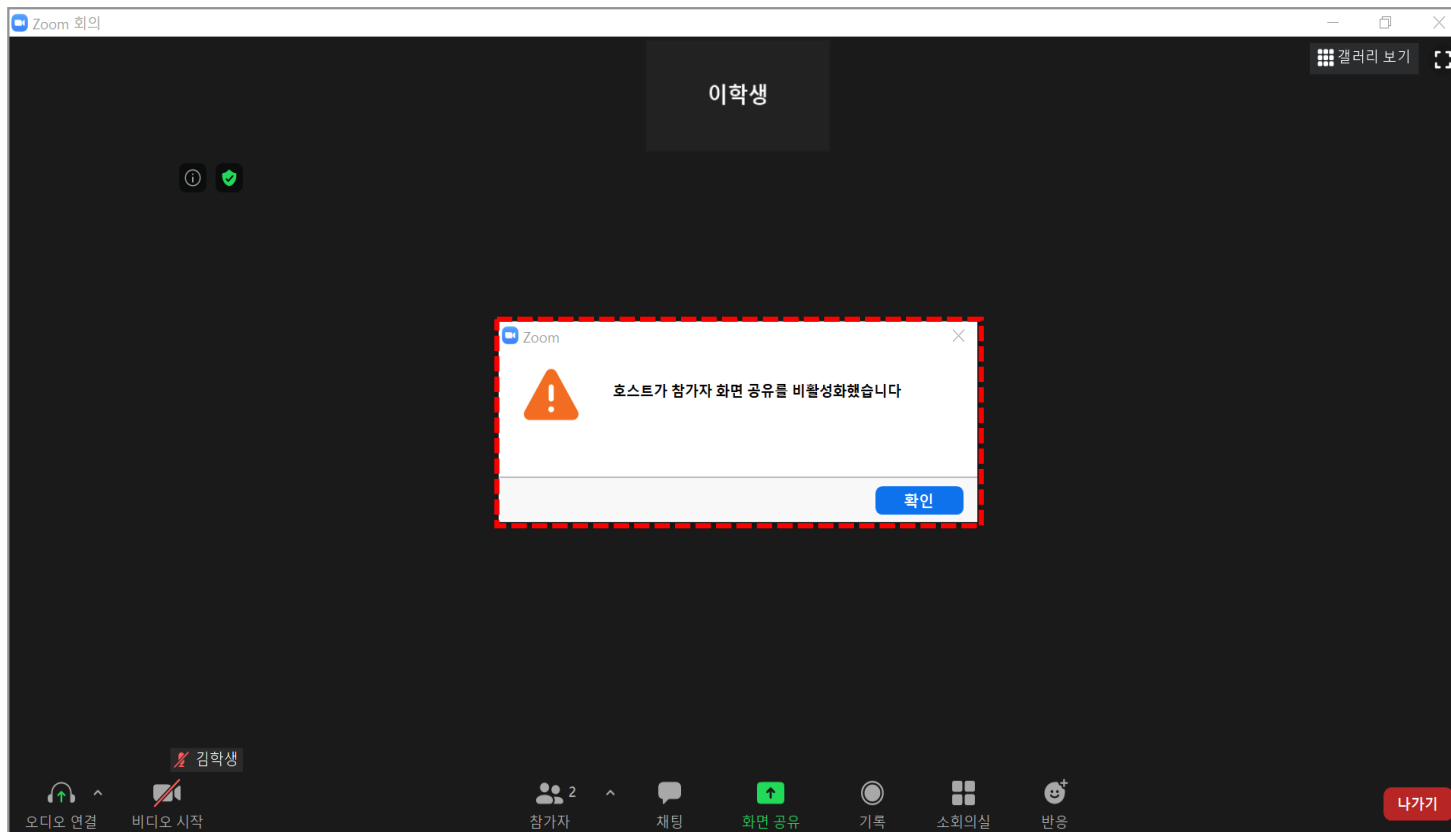 Zoom 회의
갤러리 보기
이학생
Zoom
호스트가 참가자 화면 공유를 비활성화했습니다
확인
김학생
2
오디오 연결
비디오 시작
참가자
채팅
화면 공유
기록
소회의실
반응
나가기